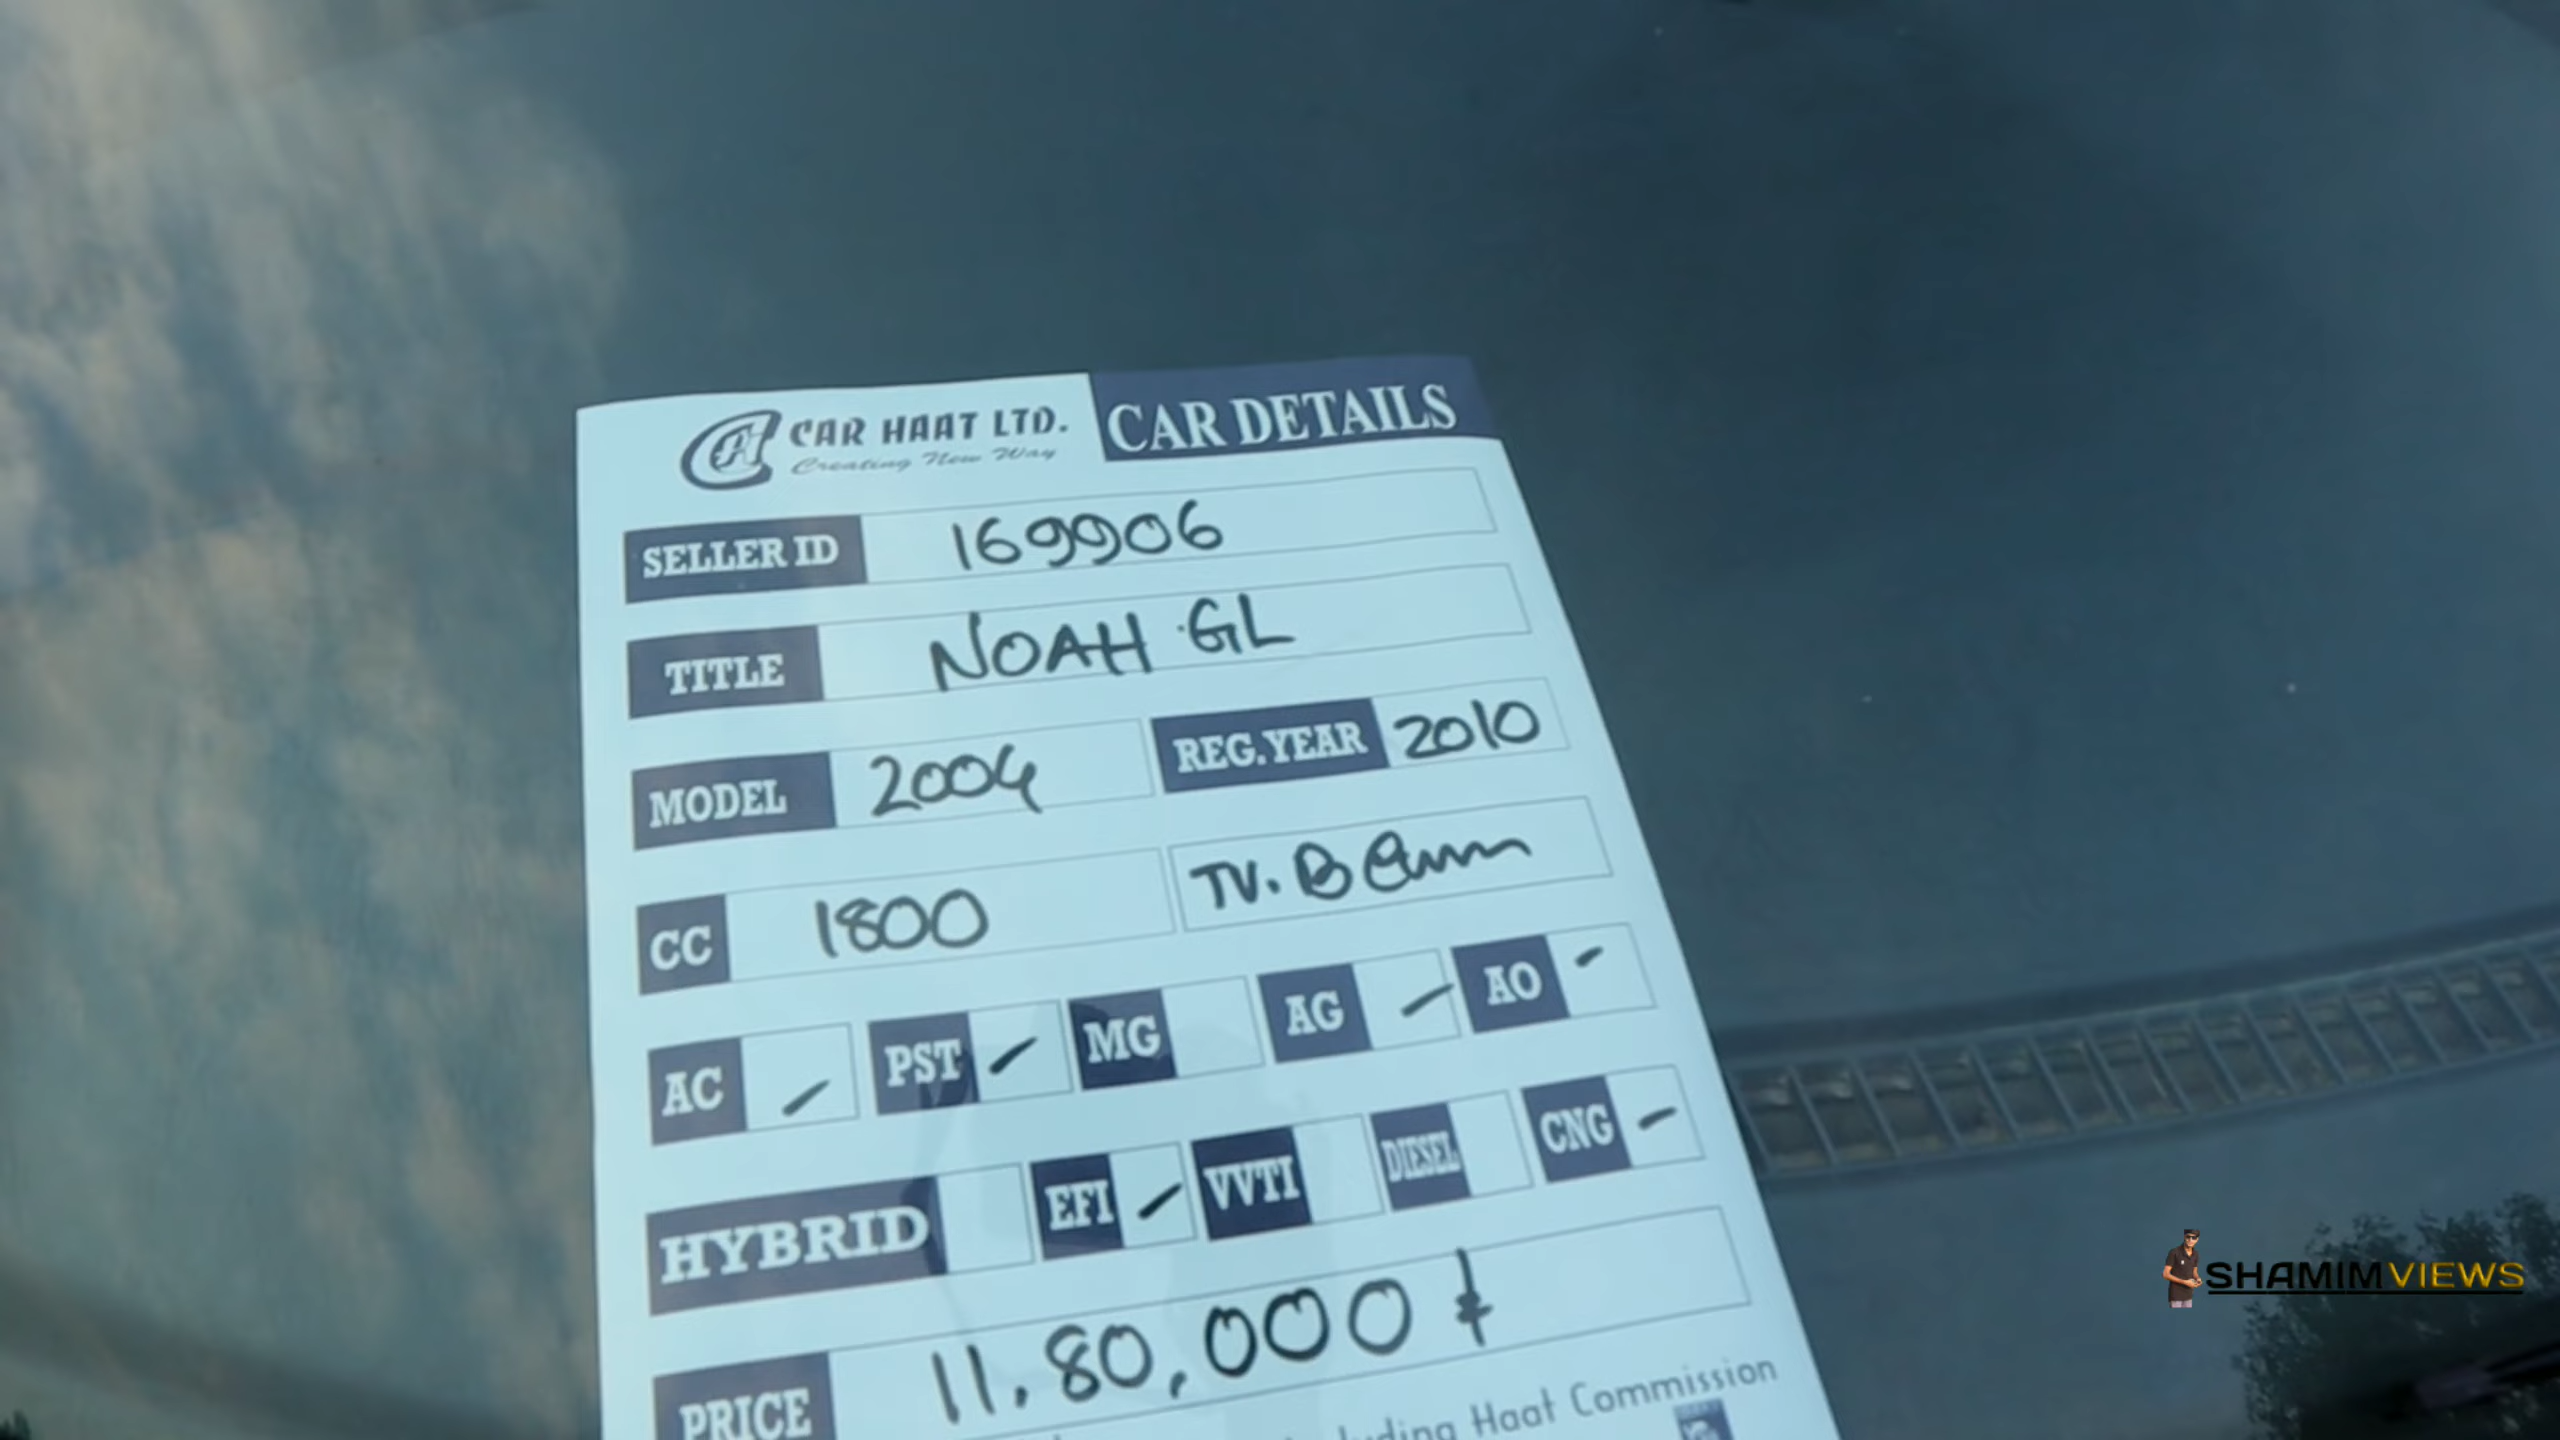 CAR HAAT LTD. CAR DETAILS
Creating New Way
SELLER ID 169906
TITLE NOAH GL
MODEL 2004 REG.YEAR 2010
CC 1800 TV.
AC PST MG AG AO
HYBRID EFI VVTI DIESEL CNG
PRICE 11,80,000
Haat Commission
SHAMIMVIEWS